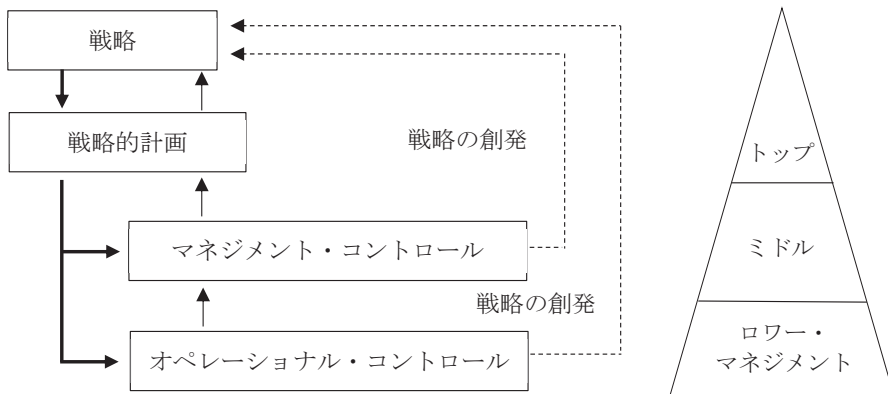 戦略
戦略的計画
戦略の創発
マネジメント・コントロール
戦略の創発
オペレーショナル・コントロール
トップ
ミドル
ロワー・
マネジメント